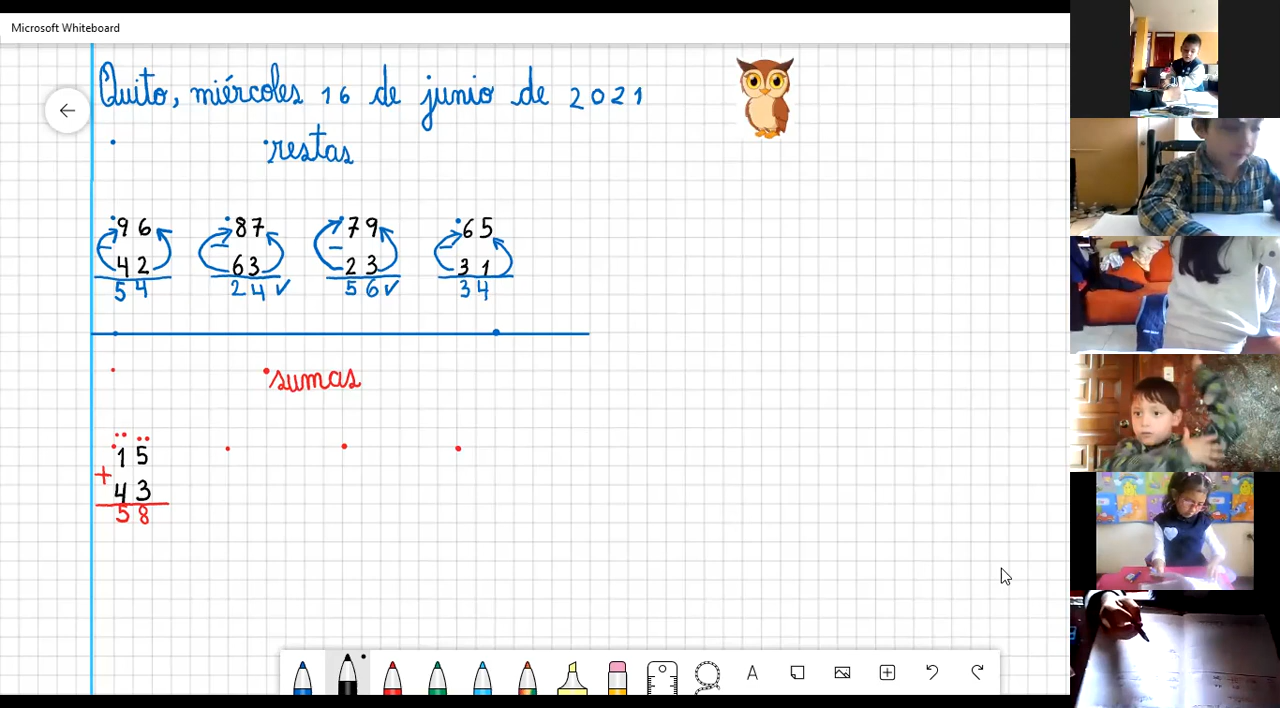 Microsoft Whiteboard
Quito, miércoles 16 de junio de 2021
restas
96 87 79 65
- - - -
42 63 23 31
54 24✓ 56✓ 34
sumas
15
+
43
58
A